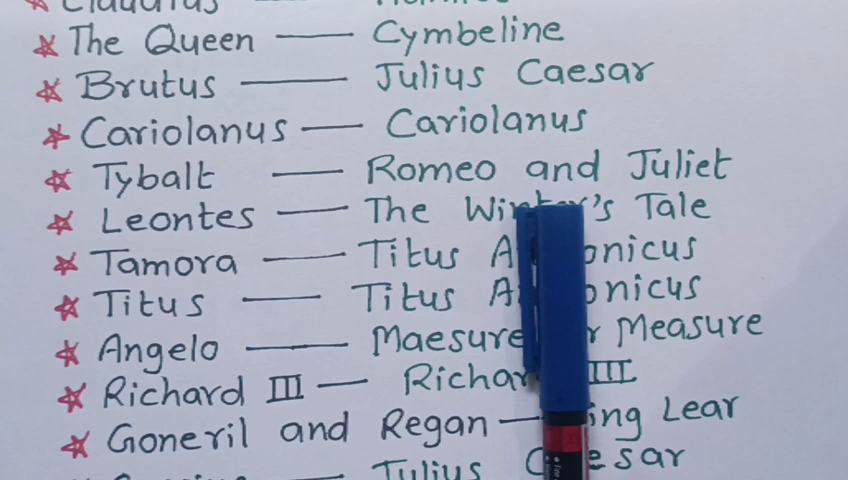 The Queen — Cymbeline
Brutus — Julius Caesar
Cariolanus — Cariolanus
Tybalt — Romeo and Juliet
Leontes — The Winter's Tale
Tamora — Titus A onicus
Titus — Titus A onicus
Angelo — Maesure r Measure
Richard III — Richar III
Goneril and Regan — ing Lear
Julius C esar